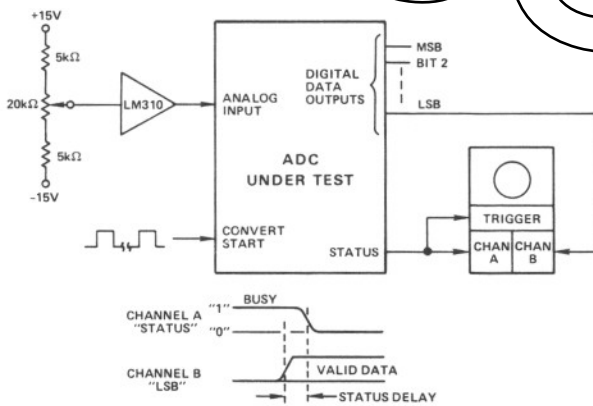 +15V
5kΩ
20kΩ
5kΩ
-15V
LM310
ANALOG
INPUT
DIGITAL
DATA
OUTPUTS
MSB
BIT 2
LSB
ADC
UNDER TEST
CONVERT
START
STATUS
TRIGGER
CHAN
A
CHAN
B
CHANNEL A
"STATUS"
"1"
BUSY
"0"
CHANNEL B
"LSB"
VALID DATA
STATUS DELAY